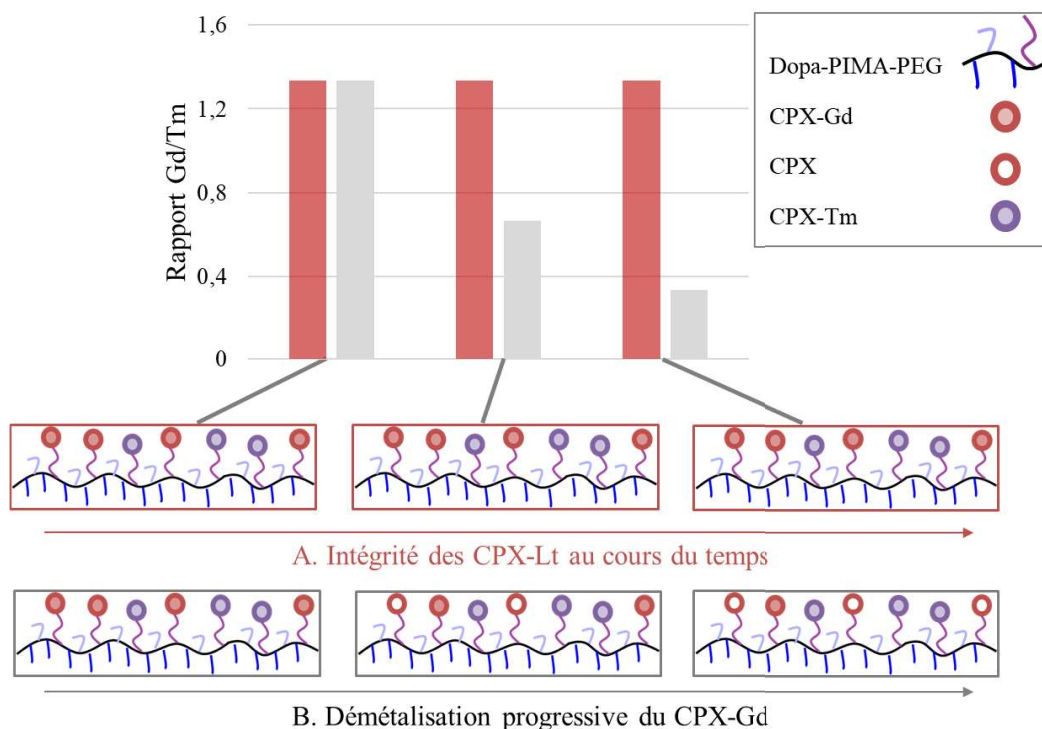 1,6
1,2
0,8
0,4
0
Rapport Gd/Tm
Dopa-PIMA-PEG
CPX-Gd
CPX
CPX-Tm
A. Intégrité des CPX-Lt au cours du temps
B. Démétalisation progressive du CPX-Gd